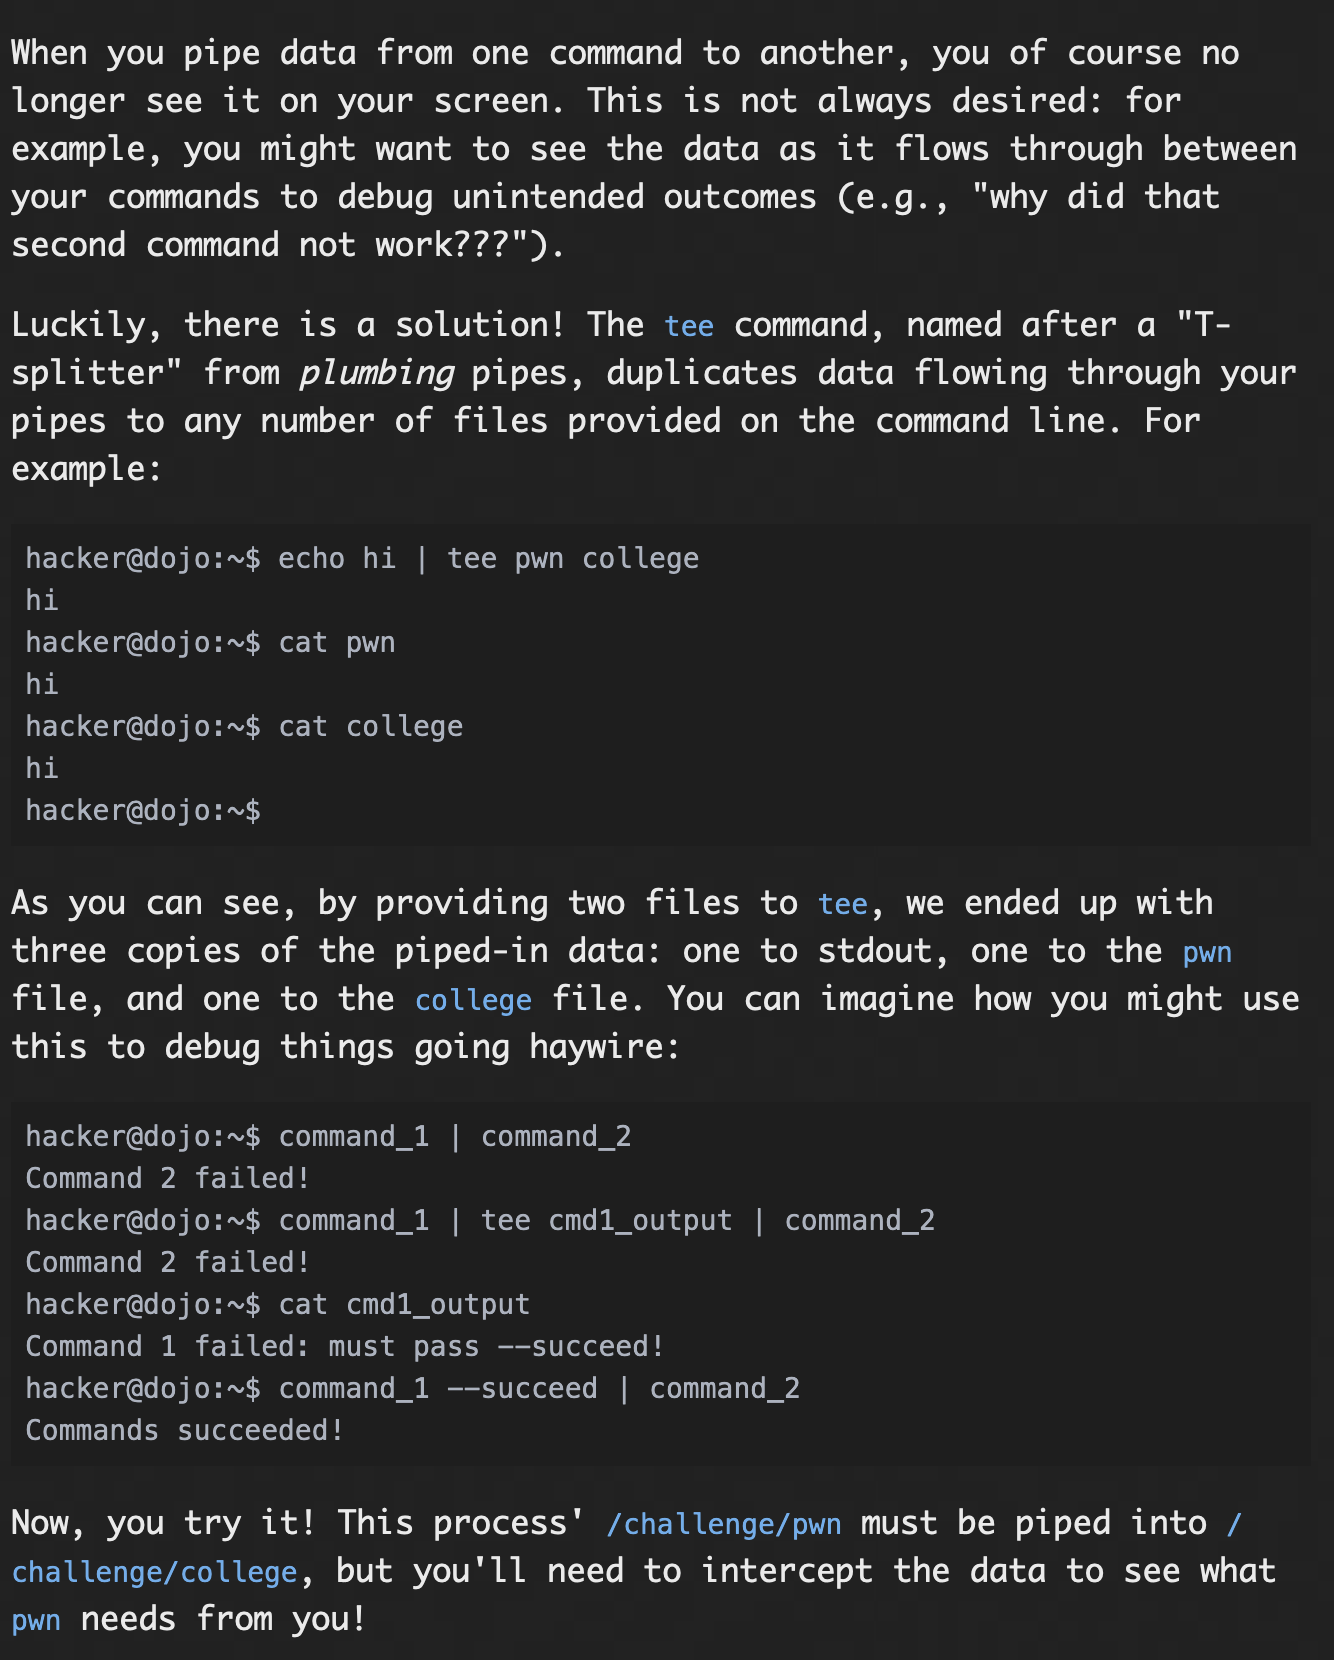 When you pipe data from one command to another, you of course no
longer see it on your screen. This is not always desired: for
example, you might want to see the data as it flows through between
your commands to debug unintended outcomes (e.g., "why did that
second command not work???").
Luckily, there is a solution! The tee command, named after a "T-
splitter" from plumbing pipes, duplicates data flowing through your
pipes to any number of files provided on the command line. For
example:
hacker@dojo:~$ echo hi | tee pwn college
hi
hacker@dojo:~$ cat pwn
hi
hacker@dojo:~$ cat college
hi
hacker@dojo:~$
As you can see, by providing two files to tee, we ended up with
three copies of the piped-in data: one to stdout, one to the pwn
file, and one to the college file. You can imagine how you might use
this to debug things going haywire:
hacker@dojo:~$ command_1 | command_2
Command 2 failed!
hacker@dojo:~$ command_1 | tee cmd1_output | command_2
Command 2 failed!
hacker@dojo:~$ cat cmd1_output
Command 1 failed: must pass --succeed!
hacker@dojo:~$ command_1 --succeed | command_2
Commands succeeded!
Now, you try it! This process' /challenge/pwn must be piped into /
challenge/college, but you'll need to intercept the data to see what
pwn needs from you!